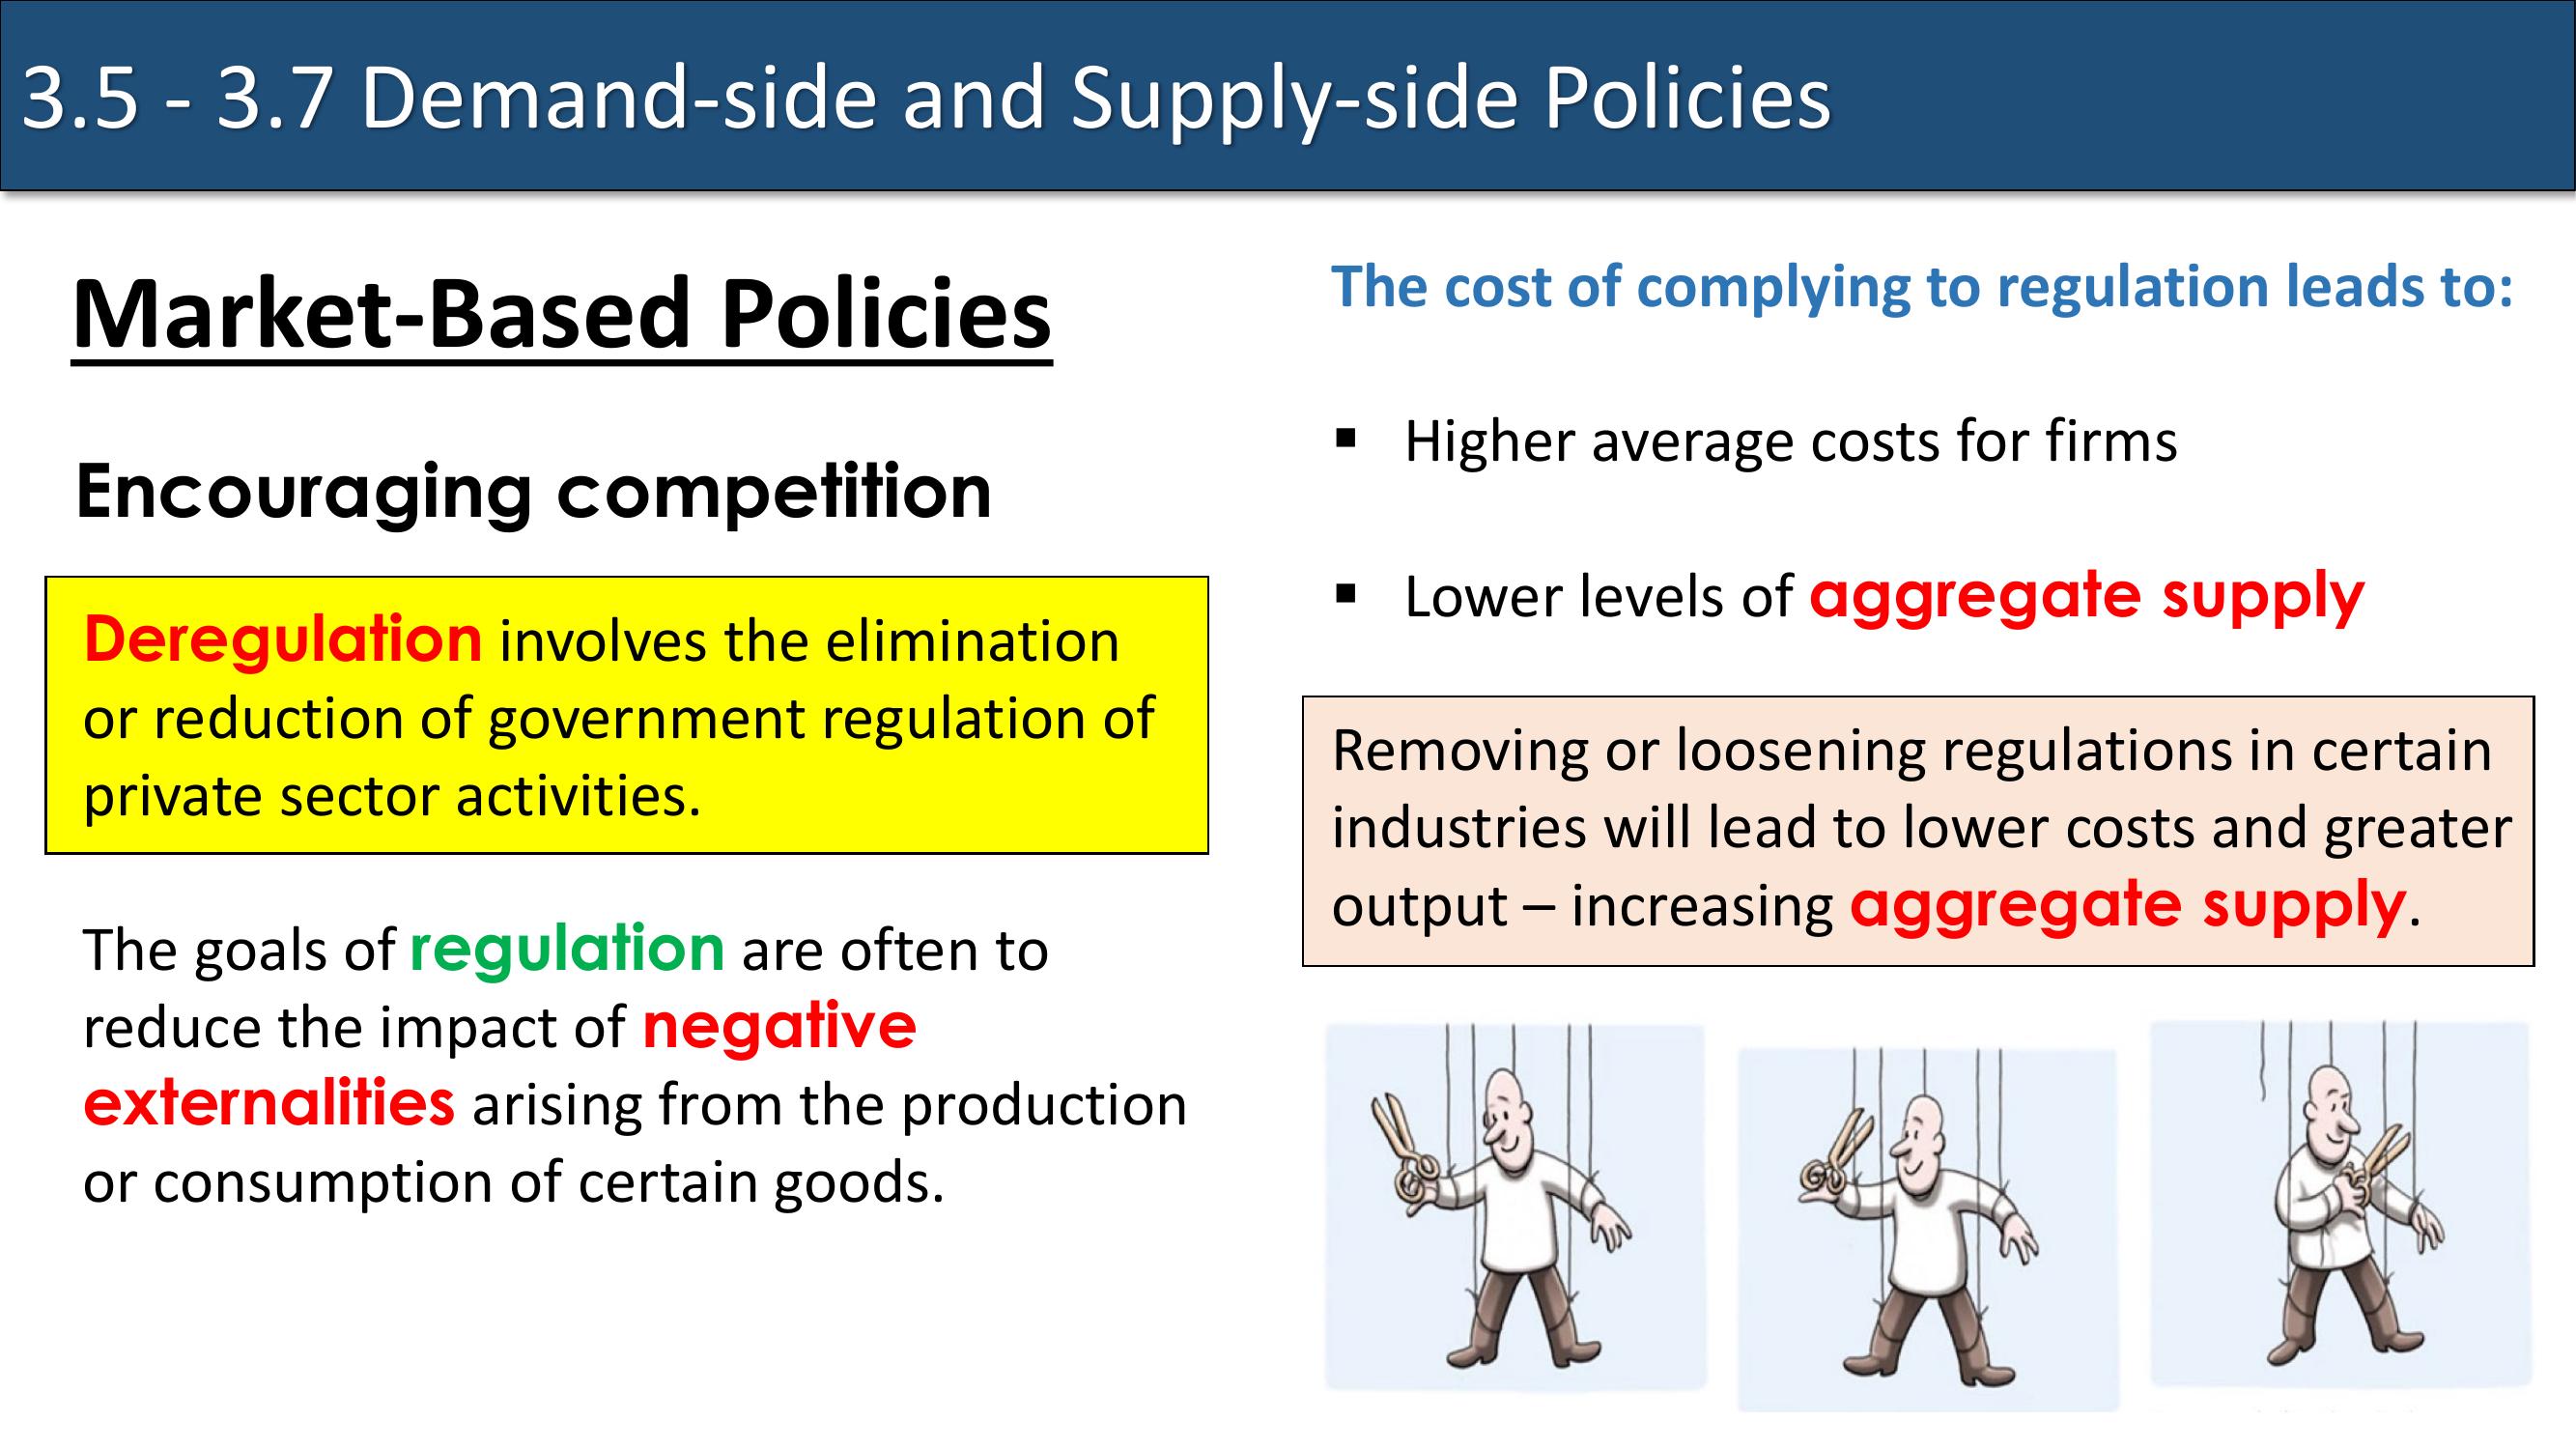 3.5 - 3.7 Demand-side and Supply-side Policies
Market-Based Policies
Encouraging competition
Deregulation involves the elimination
or reduction of government regulation of
private sector activities.
The goals of regulation are often to
reduce the impact of negative
externalities arising from the production
or consumption of certain goods.
The cost of complying to regulation leads to:
▪ Higher average costs for firms
▪ Lower levels of aggregate supply
Removing or loosening regulations in certain
industries will lead to lower costs and greater
output – increasing aggregate supply.